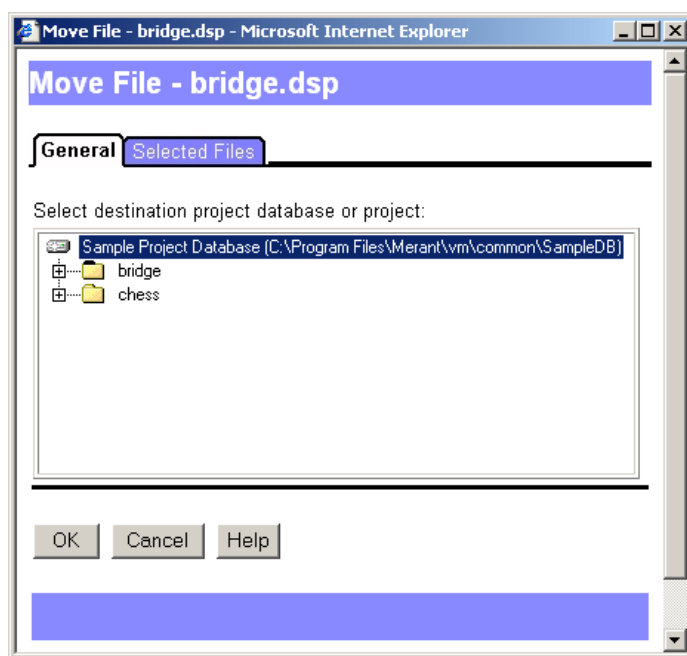 Move File - bridge.dsp - Microsoft Internet Explorer
Move File - bridge.dsp
General Selected Files
Select destination project database or project:
Sample Project Database (C:\Program Files\Merant\vm\common\SampleDB)
bridge
chess
OK Cancel Help